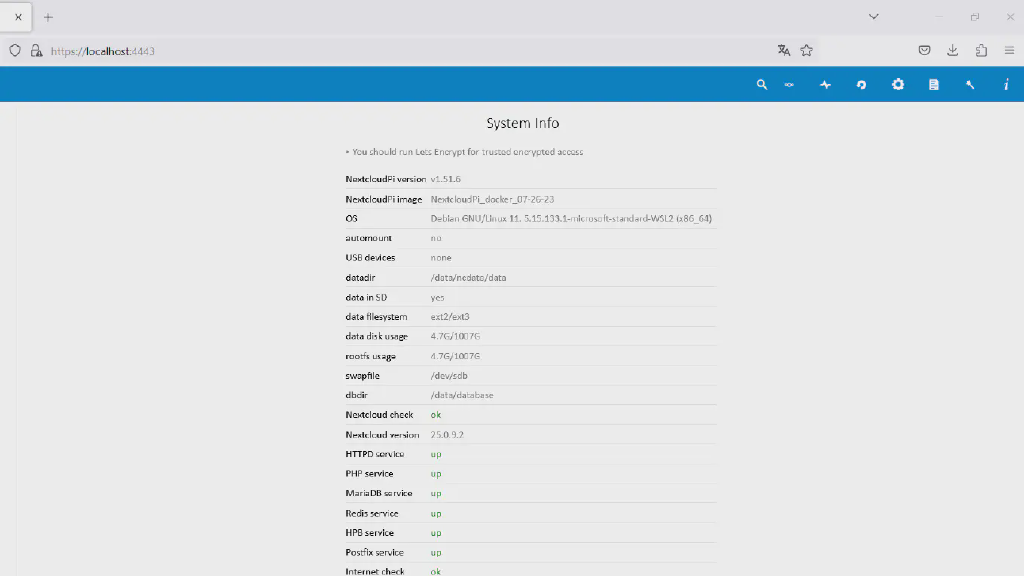 https://localhost:4443
System Info
• You should run Lets Encrypt for trusted encrypted access
NextcloudPi version v1.51.6
NextcloudPi image NextcloudPi_docker_07-26-23
OS Debian GNU/Linux 11. 5.15.133.1-microsoft-standard-WSL2 (x86_64)
automount no
USB devices none
datadir /data/ncdata/data
data in SD yes
data filesystem ext2/ext3
data disk usage 4.7G/1007G
rootfs usage 4.7G/1007G
swapfile /dev/sdb
dbdir /data/database
Nextcloud check ok
Nextcloud version 25.0.9.2
HTTPD service up
PHP service up
MariaDB service up
Redis service up
HPB service up
Postfix service up
Internet check ok